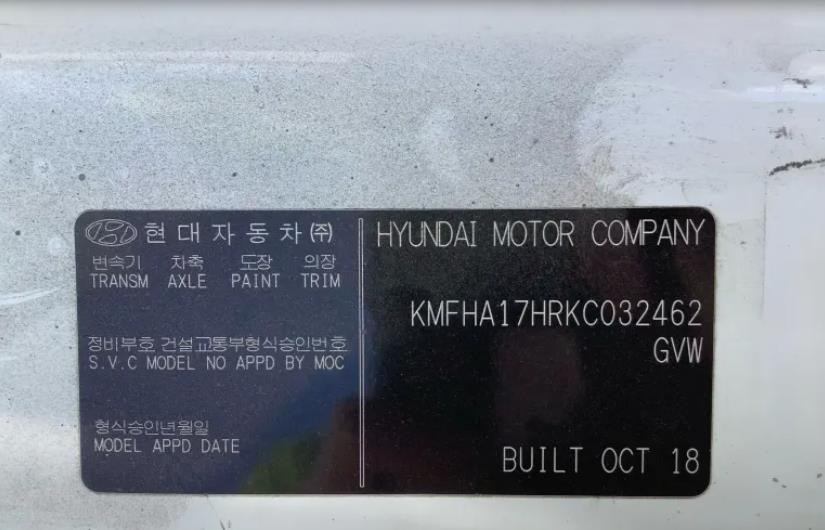 현대자동차㈜
변속기 차축 도장 의장
TRANSM AXLE PAINT TRIM
정비부호 건설교통부형식승인번호
S.V.C MODEL NO APPD BY MOC
형식승인년월일
MODEL APPD DATE
HYUNDAI MOTOR COMPANY
KMFHA17HRKC032462
GVW
BUILT OCT 18